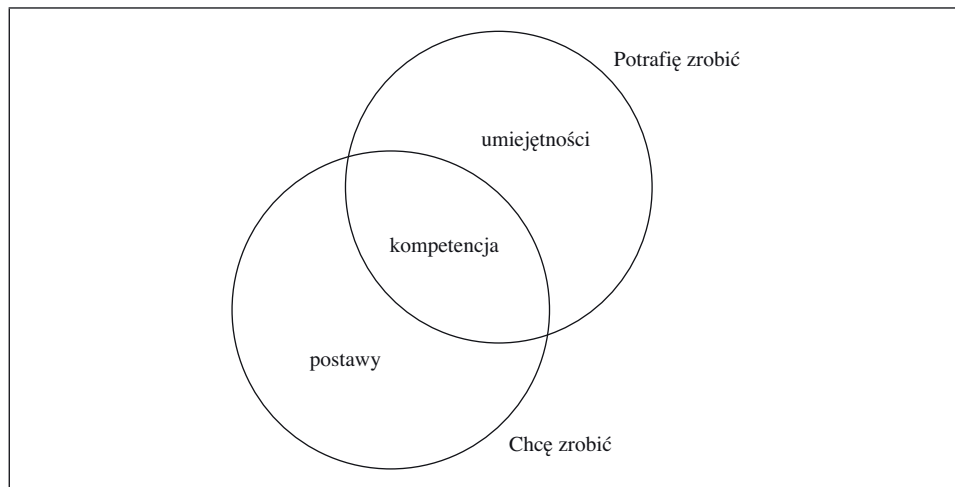 Potrafię zrobić
umiejętności
kompetencja
postawy
Chcę zrobić